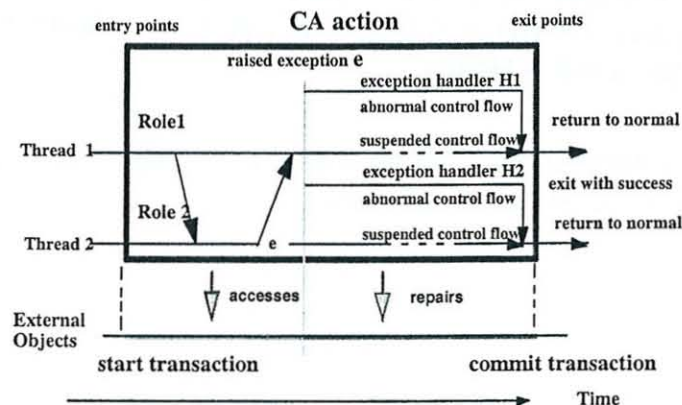 entry points
CA action
exit points
raised exception e
exception handler H1
abnormal control flow
Role1
return to normal
Thread 1
suspended control flow
exception handler H2
exit with success
Role 2
abnormal control flow
return to normal
Thread 2
e
suspended control flow
accesses
repairs
External
Objects
start transaction
commit transaction
Time